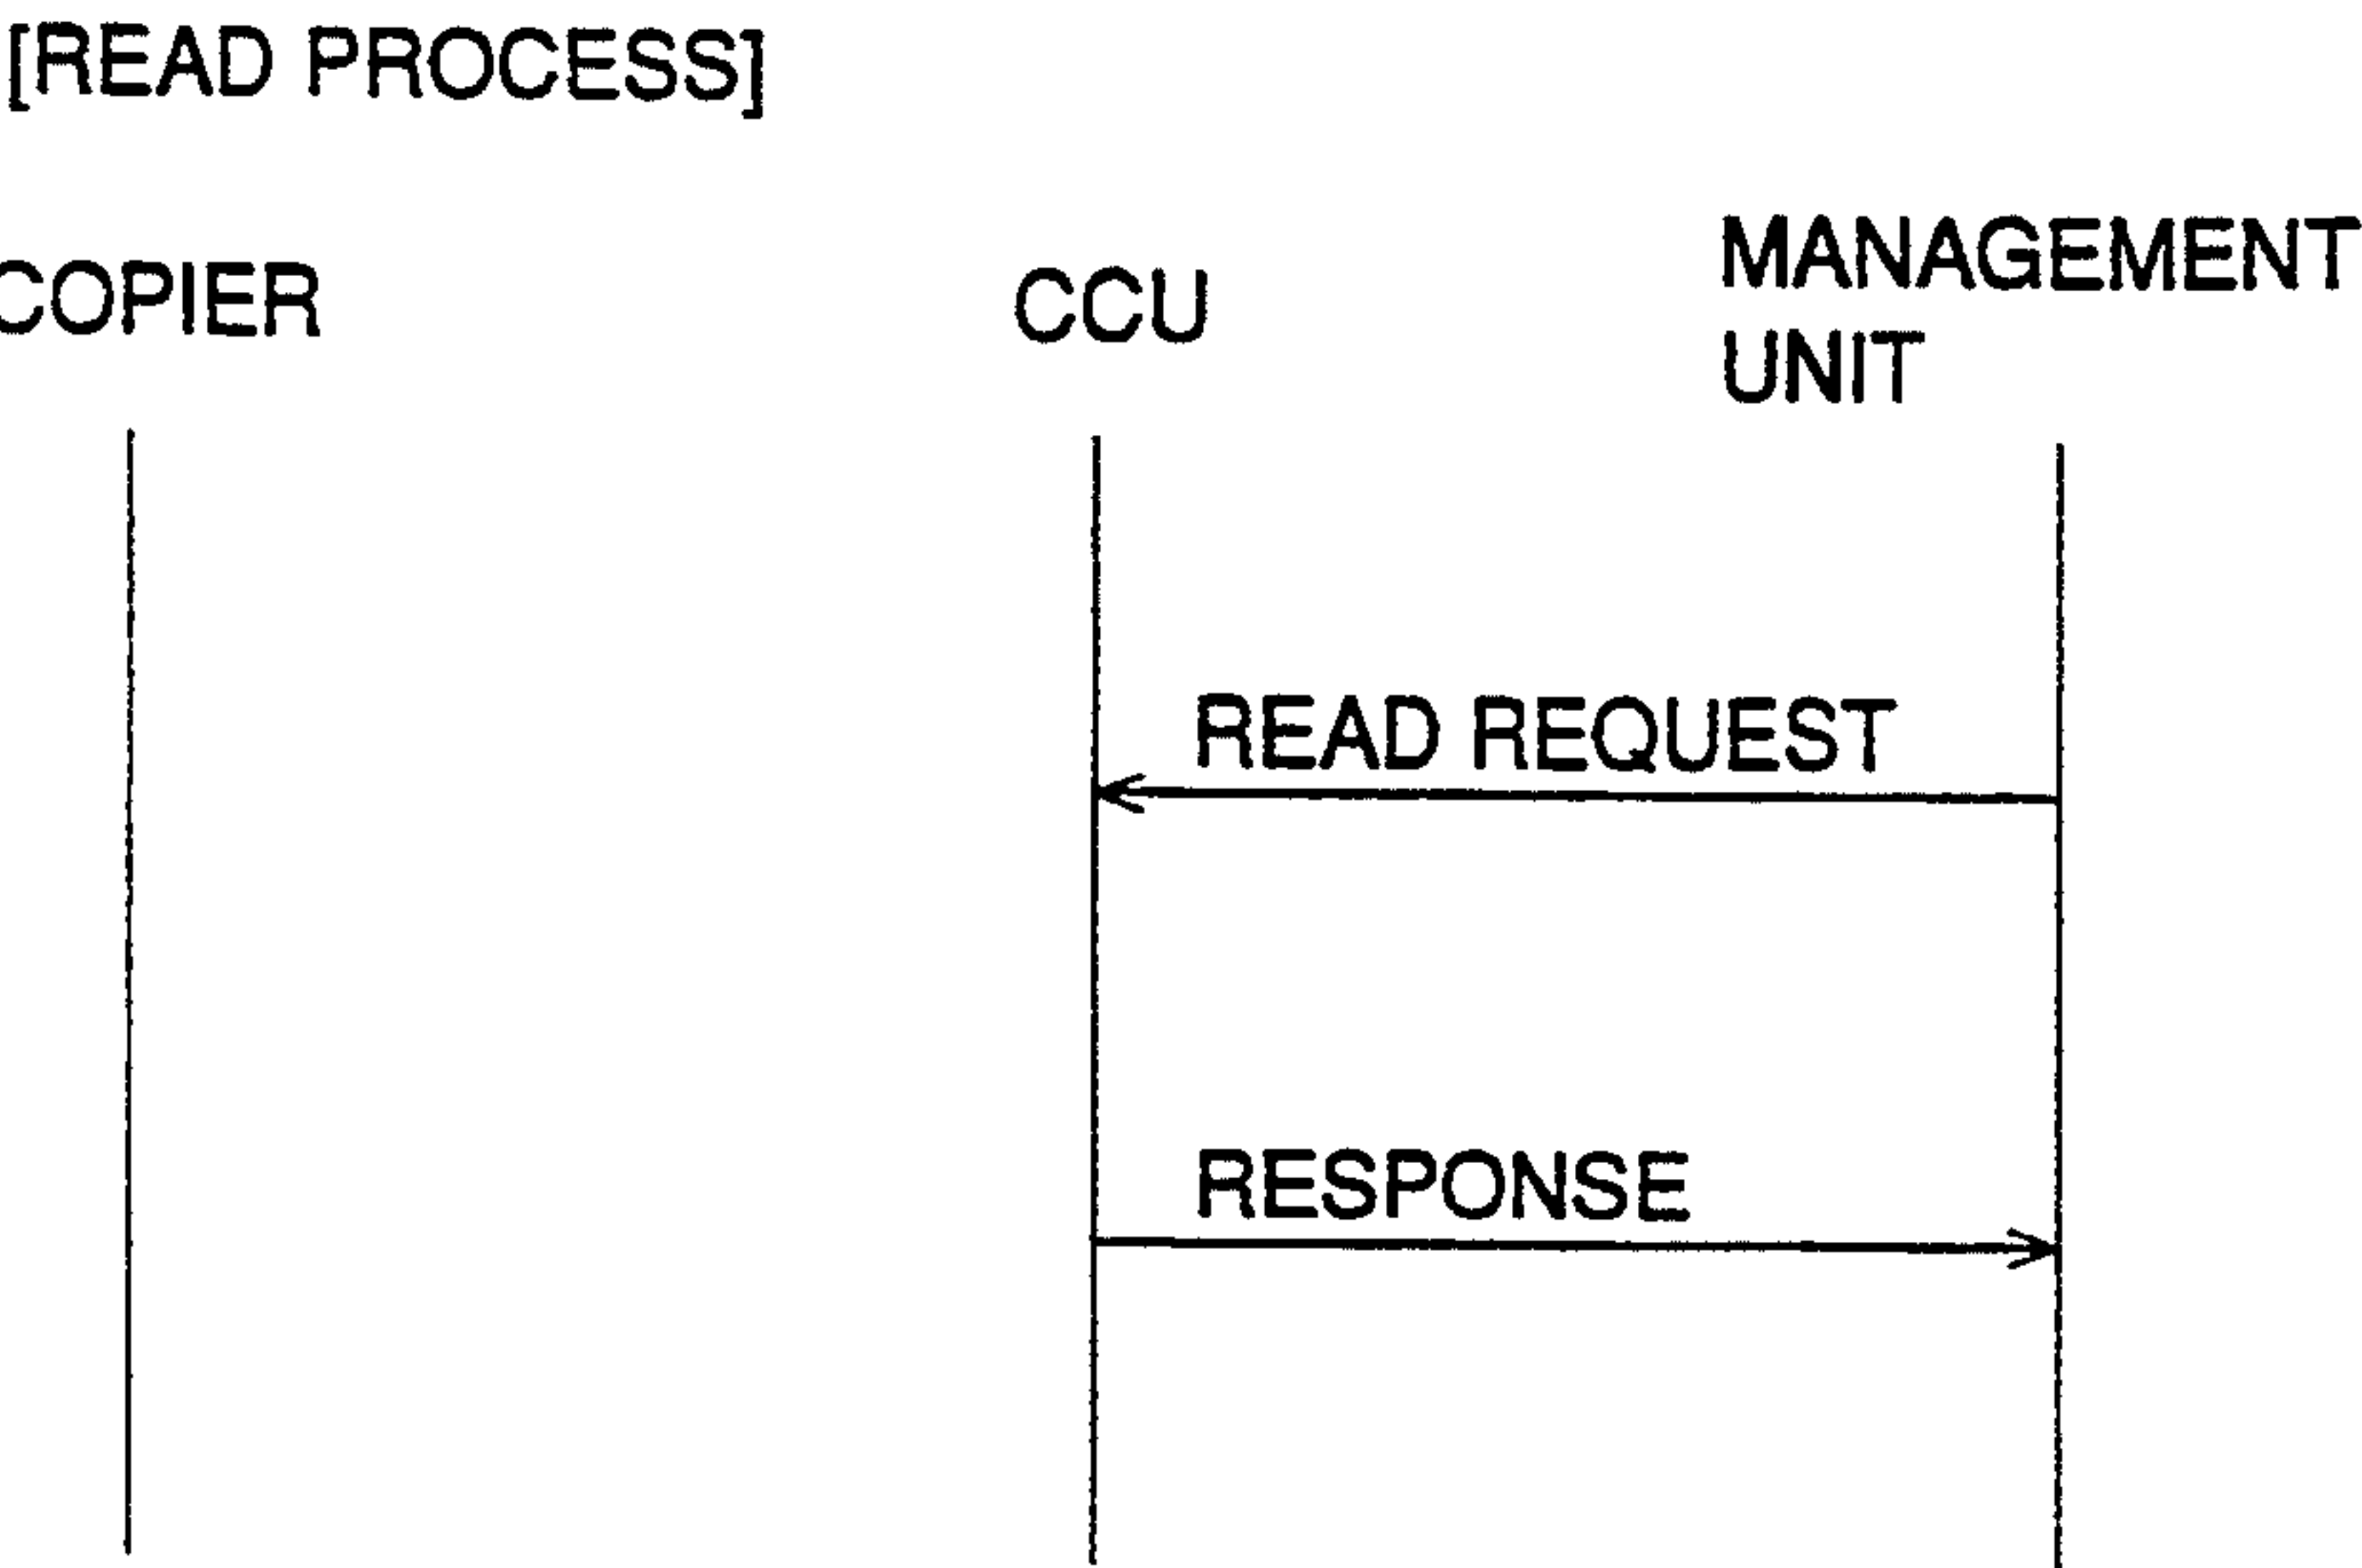 [READ PROCESS]
COPIER
CCU
MANAGEMENT
UNIT
READ REQUEST
RESPONSE